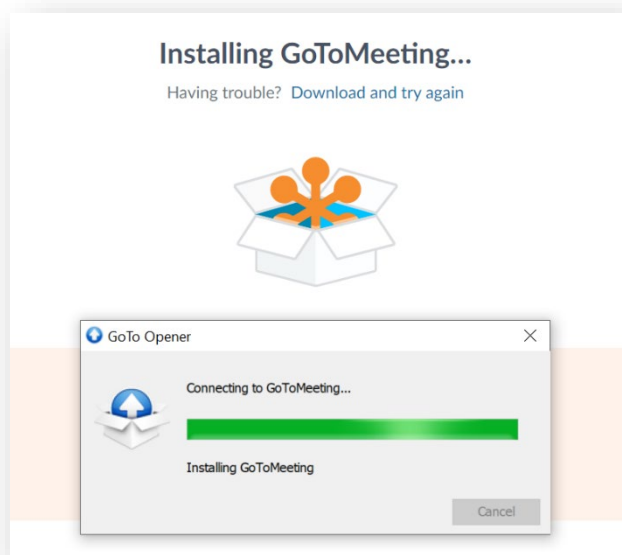 Installing GoToMeeting...
Having trouble? Download and try again
GoTo Opener
Connecting to GoToMeeting...
Installing GoToMeeting
Cancel